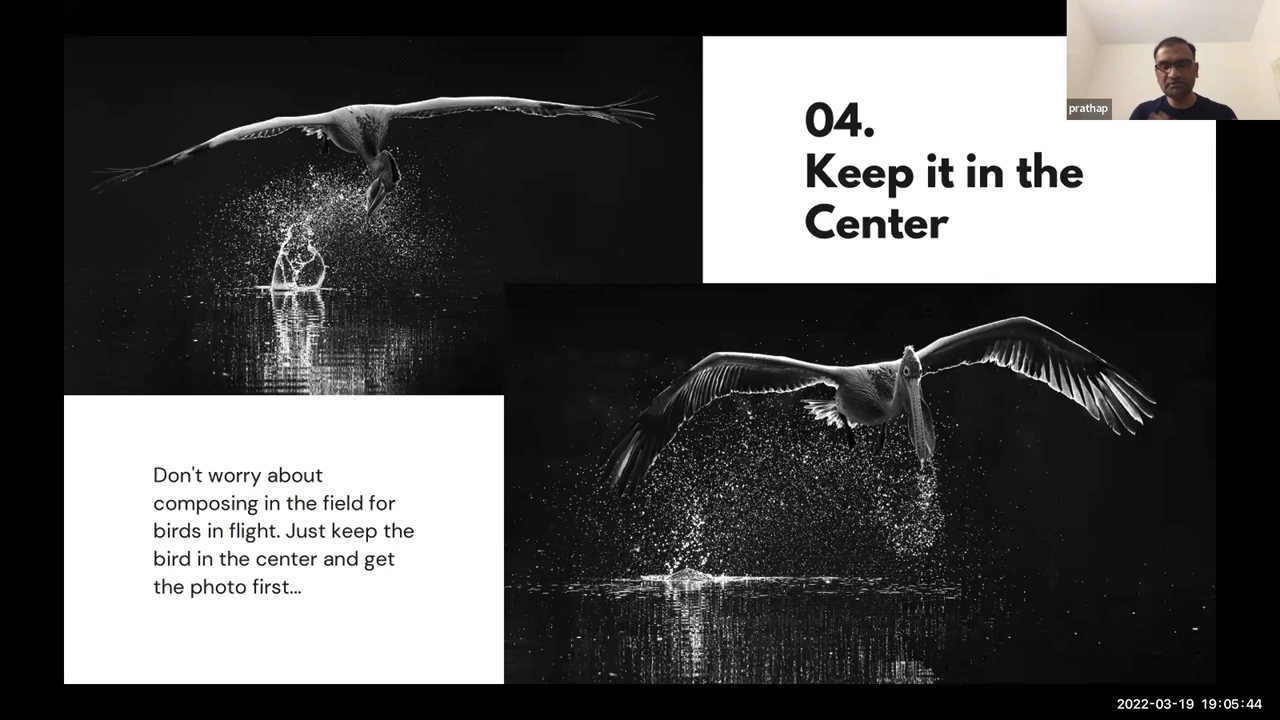 prathap
04.
Keep it in the
Center
Don't worry about
composing in the field for
birds in flight. Just keep the
bird in the center and get
the photo first...
2022-03-19 19:05:44